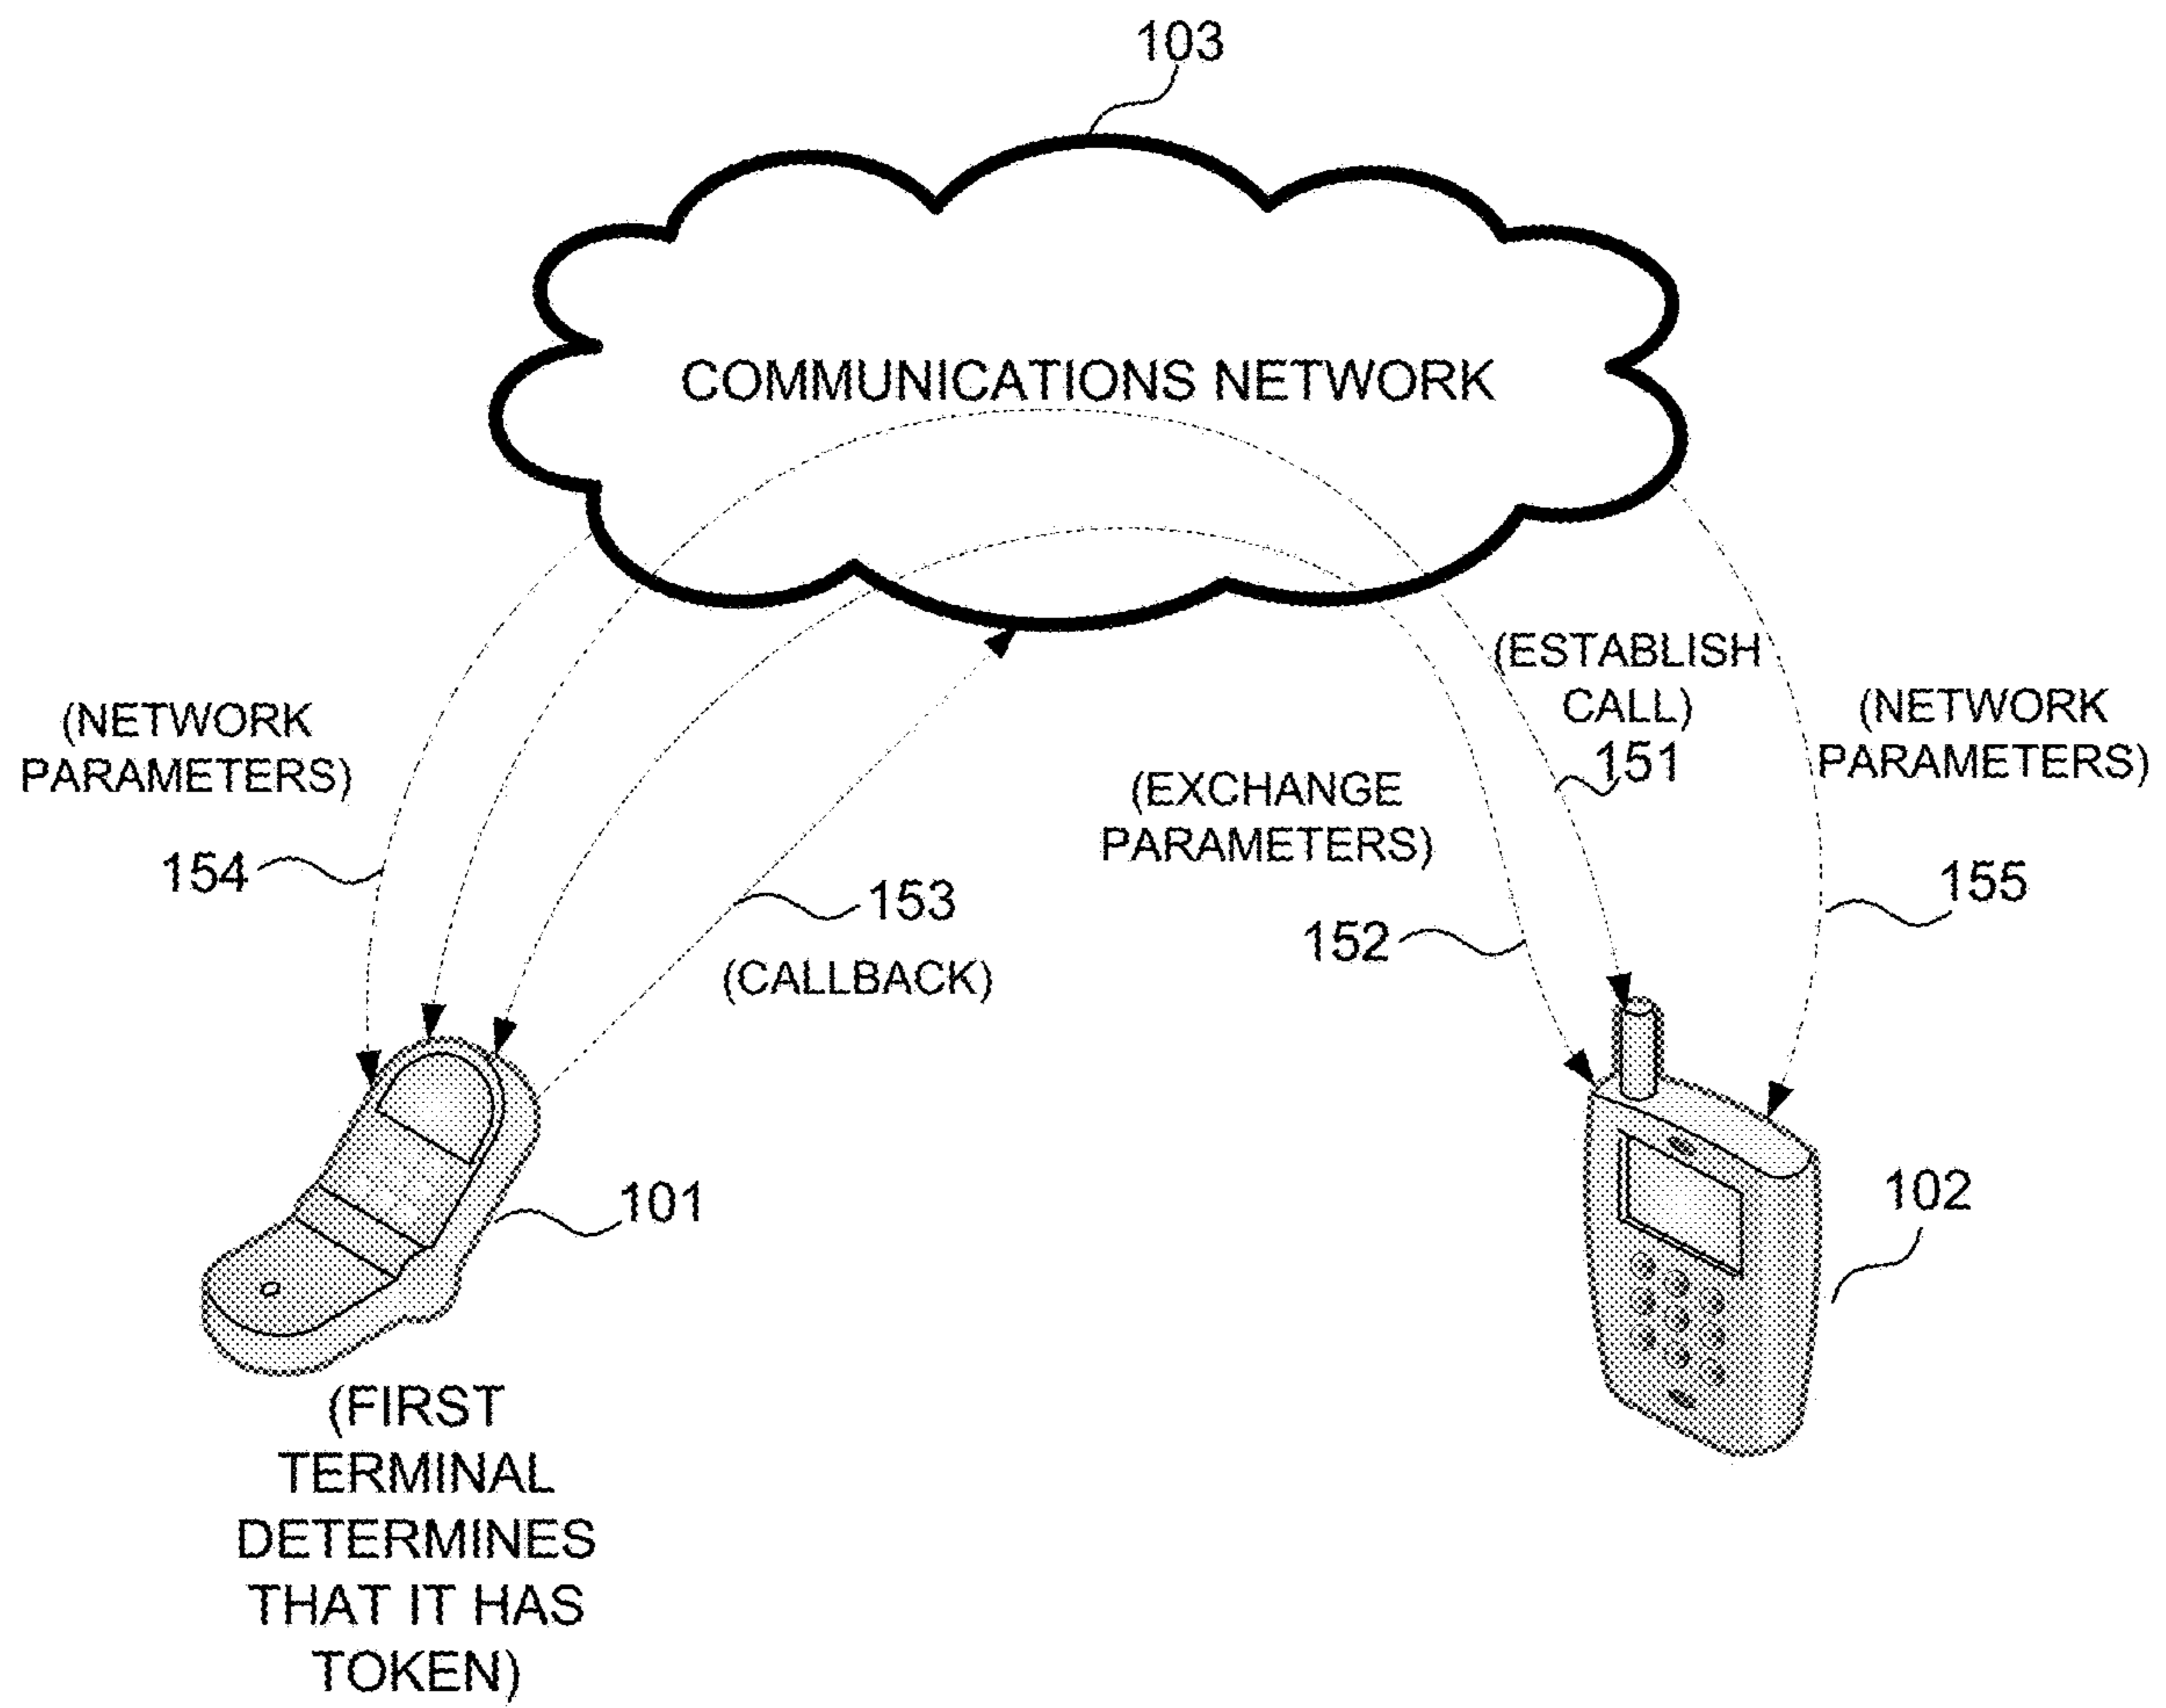 103
COMMUNICATIONS NETWORK
(ESTABLISH
CALL)
151
(NETWORK
PARAMETERS)
(NETWORK
PARAMETERS)
(EXCHANGE
PARAMETERS)
154
153
(CALLBACK)
152
155
101
102
(FIRST
TERMINAL
DETERMINES
THAT IT HAS
TOKEN)